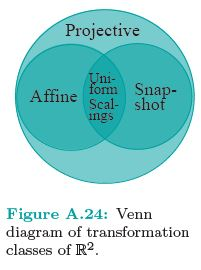 Projective
Affine
Uni-
form
Scal-
ings
Snap-
shot
Figure A.24: Venn
diagram of transformation
classes of ℝ².